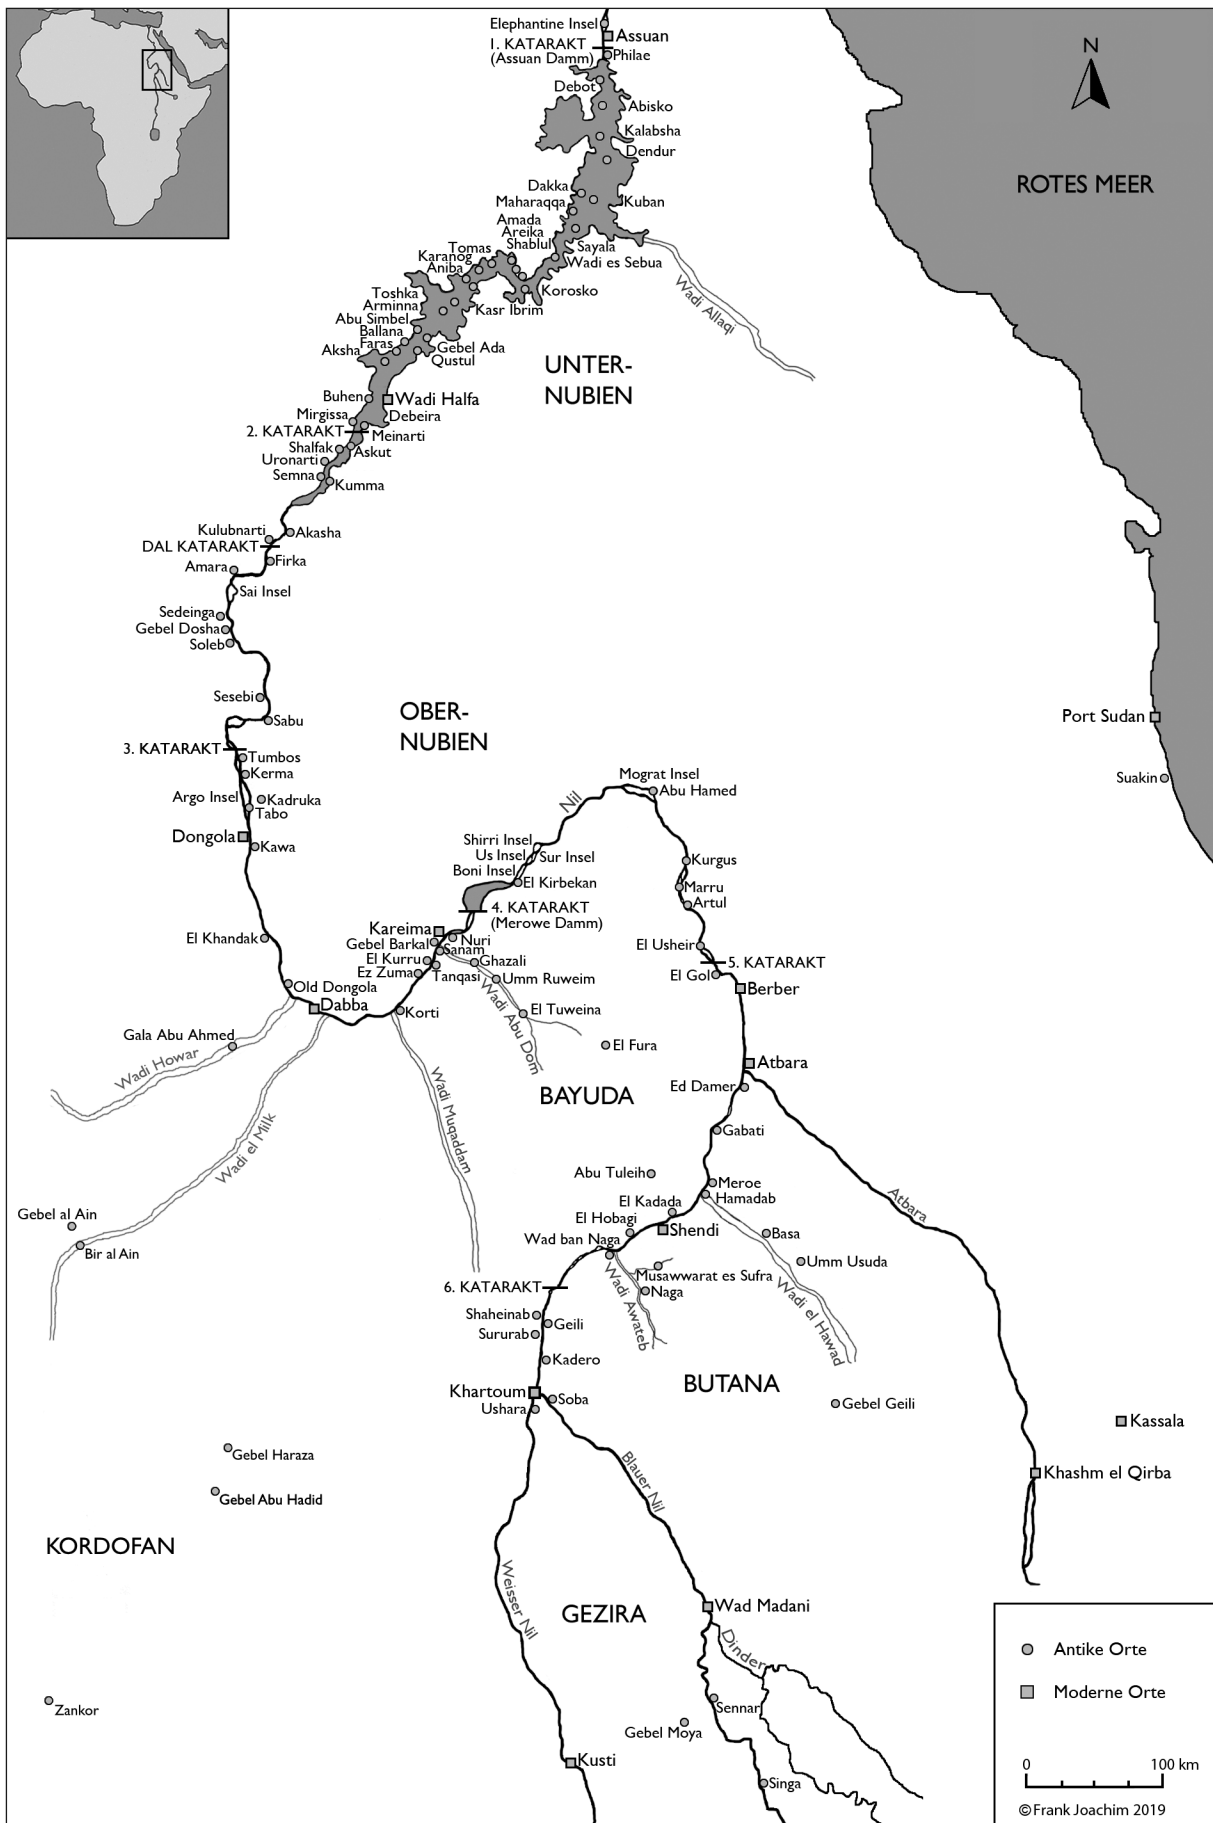 Elephantine Insel
Assuan
1. KATARAKT
(Assuan Damm)
Philae
N
Debot
Abisko
Kalabsha
Dendur
ROTES MEER
Dakka
Maharaqqa
Kuban
Amada
Areika
Shablul
Sayala
Tomas
Karanog
Aniba
Wadi es Sebua
Wadi Allaqi
Korosko
Toshka
Arminna
Kasr Ibrim
Abu Simbel
Ballana
Faras
Aksha
Gebel Ada
Qustul
UNTER-
NUBIEN
Buhen
Wadi Halfa
Mirgissa
Debeira
2. KATARAKT
Meinarti
Shalfak
Askut
Uronarti
Semna
Kumma
Kulubnarti
Akasha
DAL KATARAKT
Firka
Amara
Sai Insel
Sedeinga
Gebel Dosha
Soleb
Sesebi
Sabu
OBER-
NUBIEN
Port Sudan
3. KATARAKT
Tumbos
Kerma
Mograt Insel
Abu Hamed
Suakin
Argo Insel
Kadruka
Tabo
Nil
Dongola
Kawa
Shirri Insel
Us Insel
Sur Insel
Boni Insel
El Kirbekan
Kurgus
Marru
Artul
4. KATARAKT
(Merowe Damm)
Kareima
Nuri
El Khandak
Gebel Barkal
Sanam
El Usheir
El Kurru
Ghazali
5. KATARAKT
Ez Zuma
Tanqasi
Umm Ruweim
El Gol
Berber
Old Dongola
Dabba
Korti
El Tuweina
Wadi Abu Dom
Gala Abu Ahmed
El Fura
Wadi Howar
Atbara
Ed Damer
BAYUDA
Wadi Muqaddam
Wadi el Milk
Gabati
Abu Tuleih
Meroe
Hamadab
El Kadada
Atbara
Gebel al Ain
El Hobagi
Shendi
Basa
Wad ban Naga
Bir al Ain
Umm Usuda
Musawwarat es Sufra
Naga
6. KATARAKT
Wadi Awateb
Wadi el Hawad
Shaheinab
Geili
Sururab
Kadero
BUTANA
Khartoum
Soba
Ushara
Gebel Geili
Kassala
Gebel Haraza
Khashm el Qirba
Blauer Nil
Gebel Abu Hadid
KORDOFAN
Weisser Nil
GEZIRA
Wad Madani
Dinder
Antike Orte
Moderne Orte
Zankor
Sennar
Gebel Moya
Kusti
Singa
0 100 km
©Frank Joachim 2019